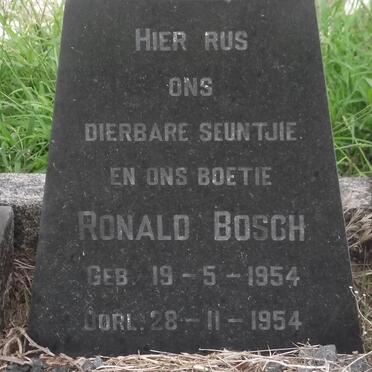 HIER RUS
ONS
DIERBARE SEUNTJIE
EN ONS BOETIE
RONALD BOSCH
GEB. 19-5-1954
OORL. 28-11-1954